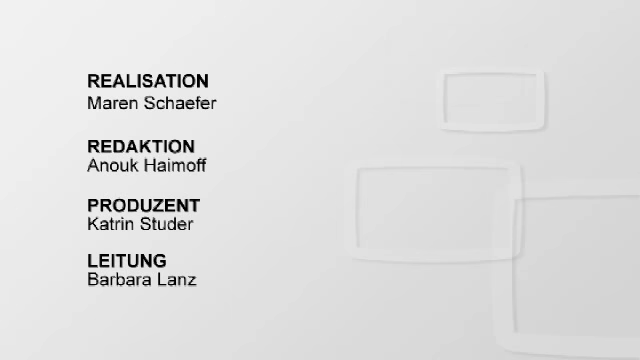 REALISATION
Maren Schaefer
REDAKTION
Anouk Haimoff
PRODUZENT
Katrin Studer
LEITUNG
Barbara Lanz